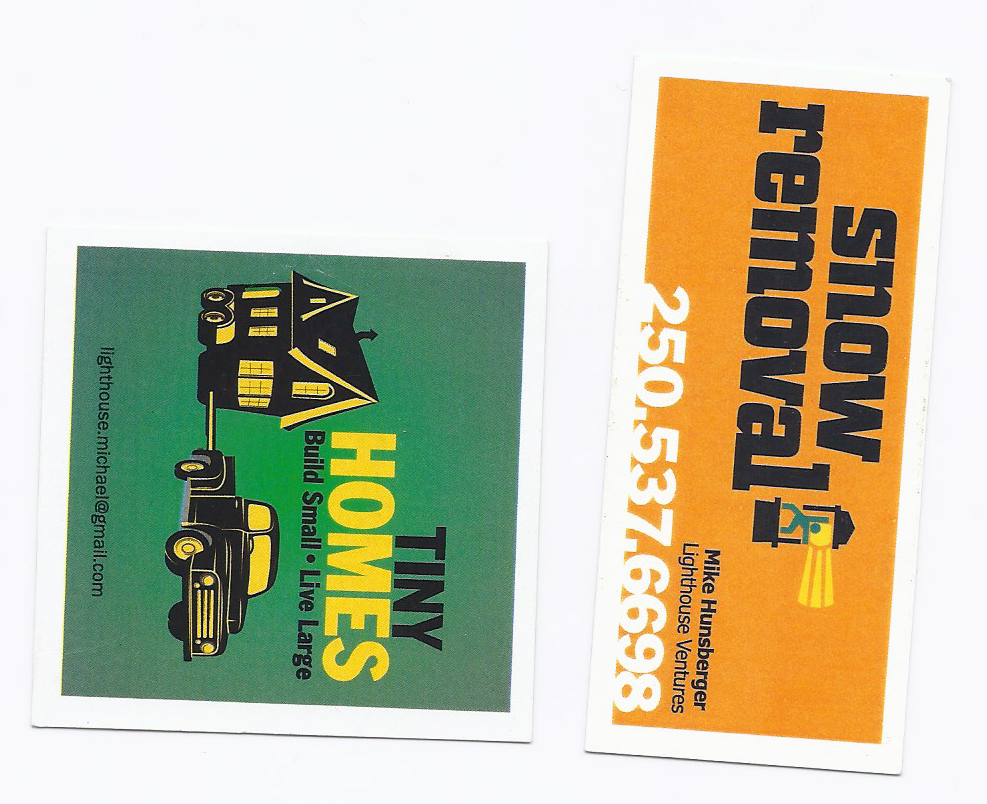 TINY
HOMES
Build Small • Live Large
lighthouse.michael@gmail.com
snow
removal
Mike Hunsberger
Lighthouse Ventures
250.537.6698